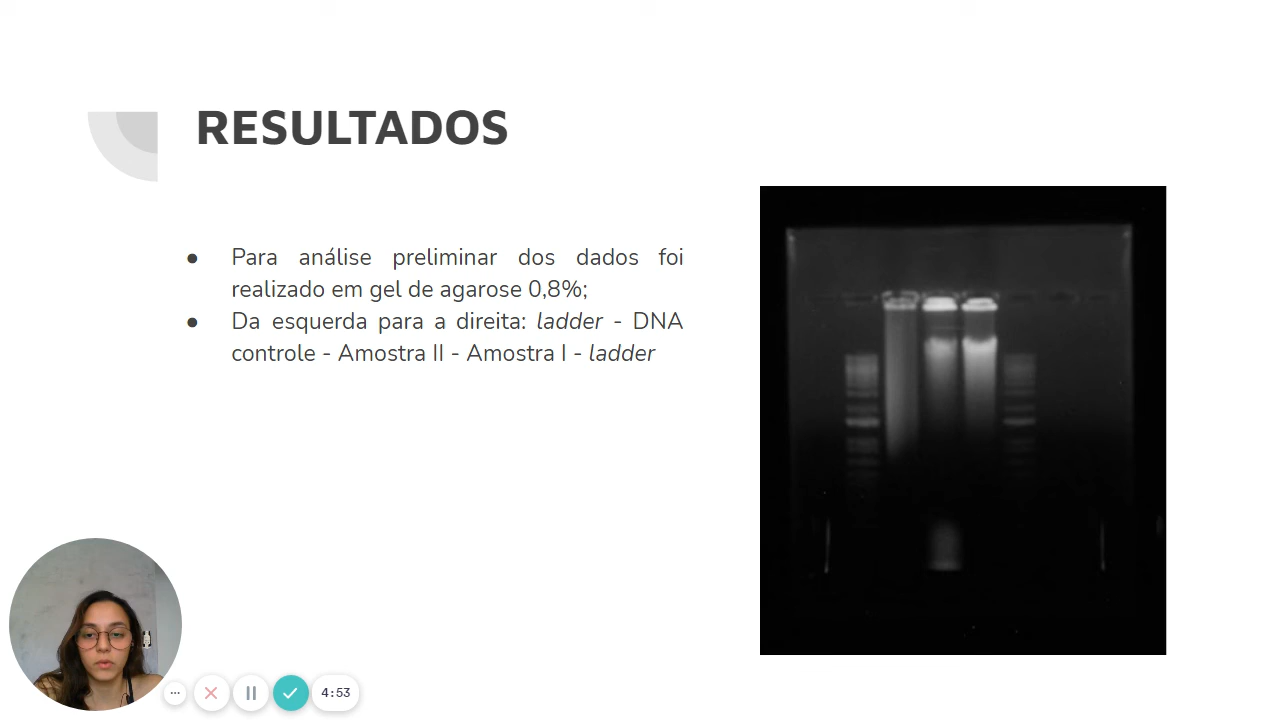 RESULTADOS
● Para análise preliminar dos dados foi
realizado em gel de agarose 0,8%;
● Da esquerda para a direita: ladder - DNA
controle - Amostra II - Amostra I - ladder
4:53